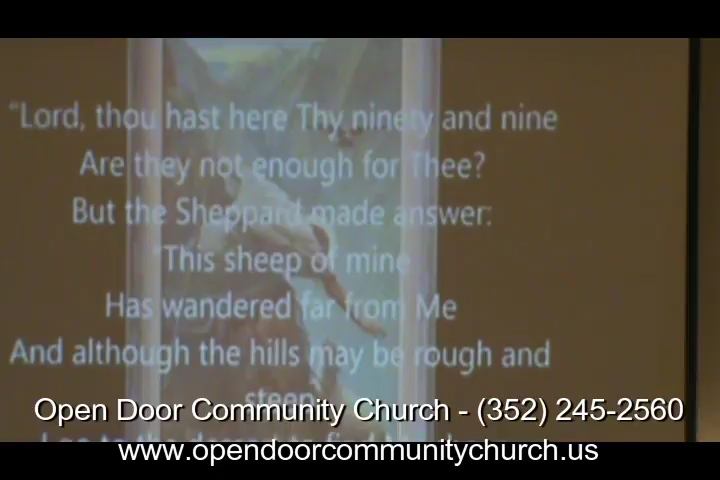 "Lord, thou hast here Thy ninety and nine
Are they not enough for Thee?
But the Sheppard made answer:
"This sheep of mine
Has wandered far from Me
And although the hills may be rough and
steep
Open Door Community Church - (352) 245-2560
www.opendoorcommunitychurch.us